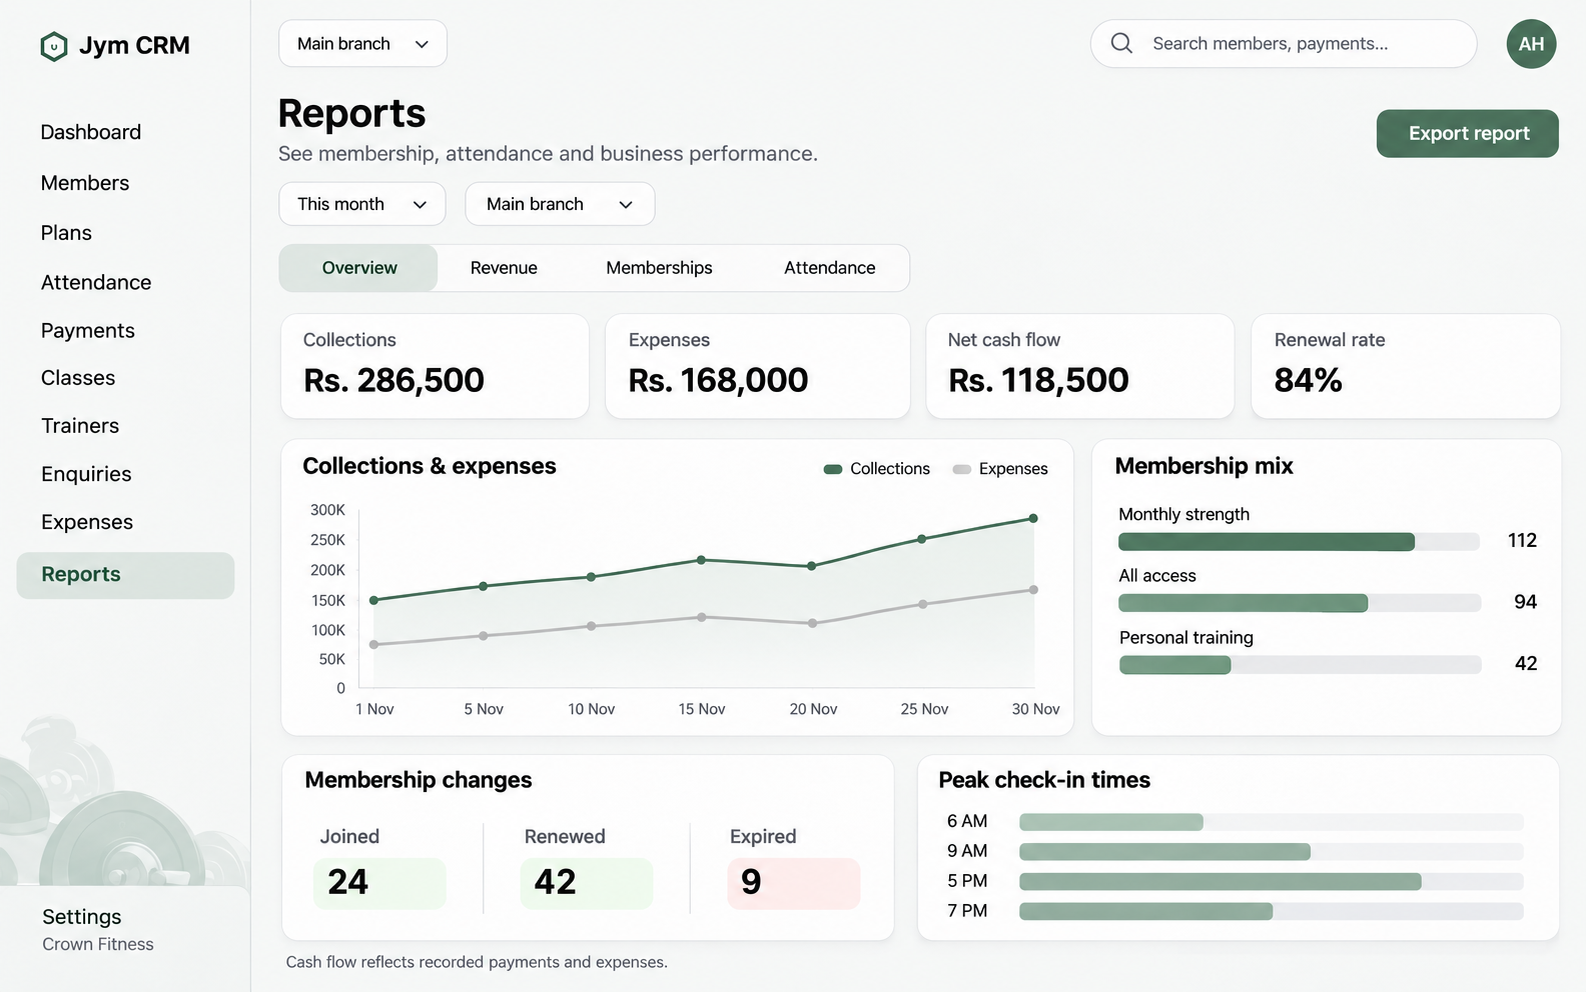 Jym CRM
Main branch
Search members, payments...
AH
Dashboard
Members
Plans
Attendance
Payments
Classes
Trainers
Enquiries
Expenses
Reports
Settings
Crown Fitness
Reports
See membership, attendance and business performance.
Export report
This month
Main branch
Overview
Revenue
Memberships
Attendance
Collections
Rs. 286,500
Expenses
Rs. 168,000
Net cash flow
Rs. 118,500
Renewal rate
84%
Collections & expenses
Collections
Expenses
300K
250K
200K
150K
100K
50K
0
1 Nov
5 Nov
10 Nov
15 Nov
20 Nov
25 Nov
30 Nov
Membership mix
Monthly strength
112
All access
94
Personal training
42
Membership changes
Joined
24
Renewed
42
Expired
9
Peak check-in times
6 AM
9 AM
5 PM
7 PM
Cash flow reflects recorded payments and expenses.